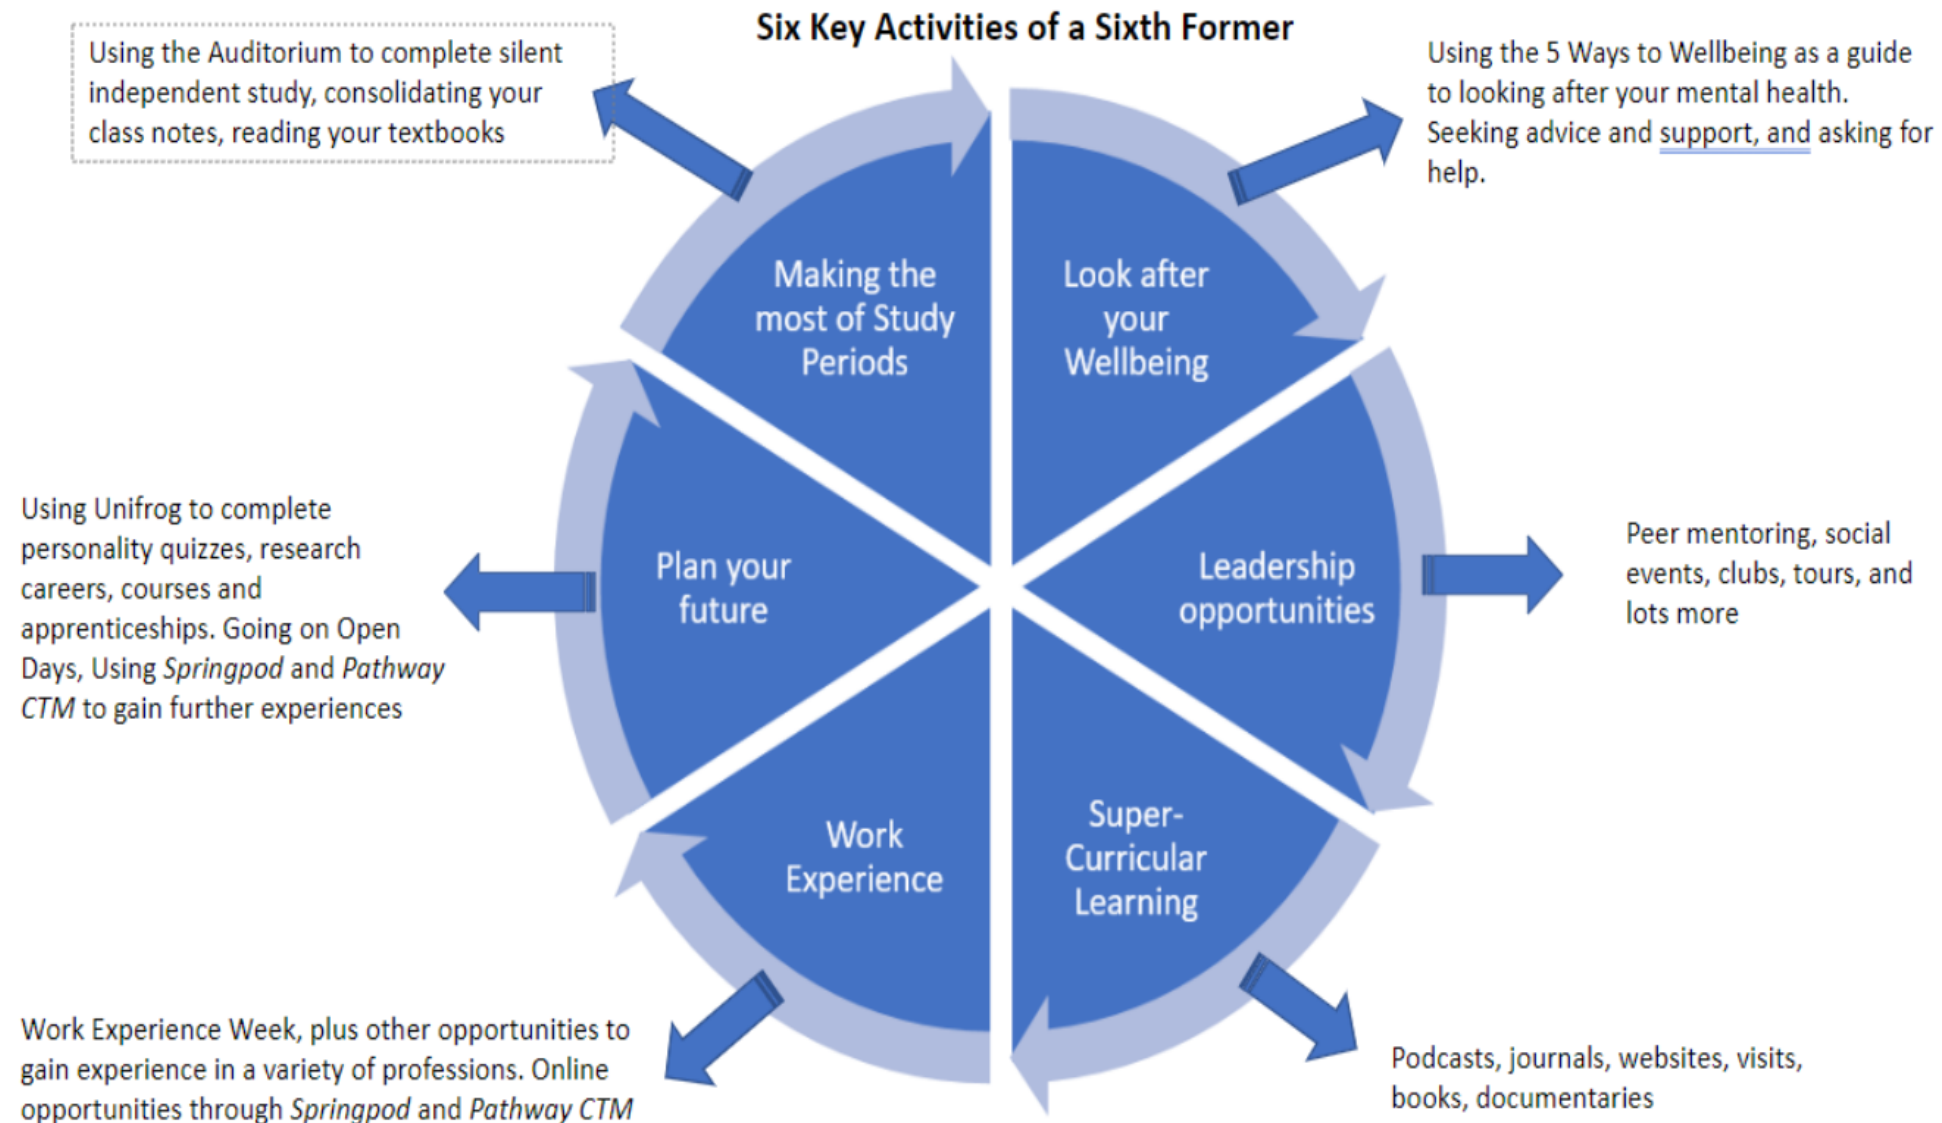 Six Key Activities of a Sixth Former
Using the Auditorium to complete silent
independent study, consolidating your
class notes, reading your textbooks
Using the 5 Ways to Wellbeing as a guide
to looking after your mental health.
Seeking advice and support, and asking for
help.
Making the
most of Study
Periods
Look after
your
Wellbeing
Using Unifrog to complete
personality quizzes, research
careers, courses and
apprenticeships. Going on Open
Days, Using Springpod and Pathway
CTM to gain further experiences
Plan your
future
Leadership
opportunities
Peer mentoring, social
events, clubs, tours, and
lots more
Work
Experience
Super-
Curricular
Learning
Work Experience Week, plus other opportunities to
gain experience in a variety of professions. Online
opportunities through Springpod and Pathway CTM
Podcasts, journals, websites, visits,
books, documentaries